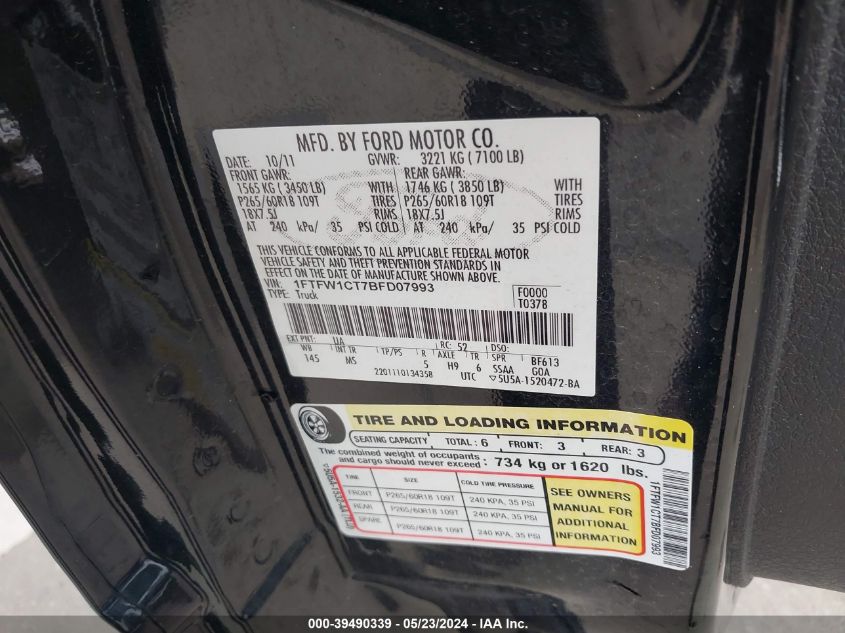 MFD. BY FORD MOTOR CO.
DATE: 10/11 GVWR: 3221 KG ( 7100 LB)
FRONT GAWR: REAR GAWR:
1565 KG ( 3450 LB) WITH 1746 KG ( 3850 LB) WITH
P265/60R18 109T TIRES P265/60R18 109T TIRES
18X7.5J RIMS 18X7.5J RIMS
AT 240 kPa/ 35 PSI COLD AT 240 kPa/ 35 PSI COLD
THIS VEHICLE CONFORMS TO ALL APPLICABLE FEDERAL MOTOR
VEHICLE SAFETY AND THEFT PREVENTION STANDARDS IN
EFFECT ON THE DATE OF MANUFACTURE SHOWN ABOVE.
VIN: 1FTFW1CT7BFD07993
TYPE: Truck
F0000
T0378
EXT PNT: UA RC: 52 DSO:
WB INT TR TP/PS R AXLE TR SPR BF613
145 MS 5 H9 6 SSAA GOA
2201110134358 UTC 5U5A-1520472-BA
TIRE AND LOADING INFORMATION
SEATING CAPACITY TOTAL: 6 FRONT: 3 REAR: 3
The combined weight of occupants
and cargo should never exceed: 734 kg or 1620 lbs.
TIRE SIZE COLD TIRE PRESSURE
FRONT P265/60R18 109T 240 KPA, 35 PSI
REAR P265/60R18 109T 240 KPA, 35 PSI
SPARE P265/60R18 109T 240 KPA, 35 PSI
SEE OWNERS
MANUAL FOR
ADDITIONAL
INFORMATION
1FTFW1CT7BFD07993
000-39490339 - 05/23/2024 - IAAI.COM